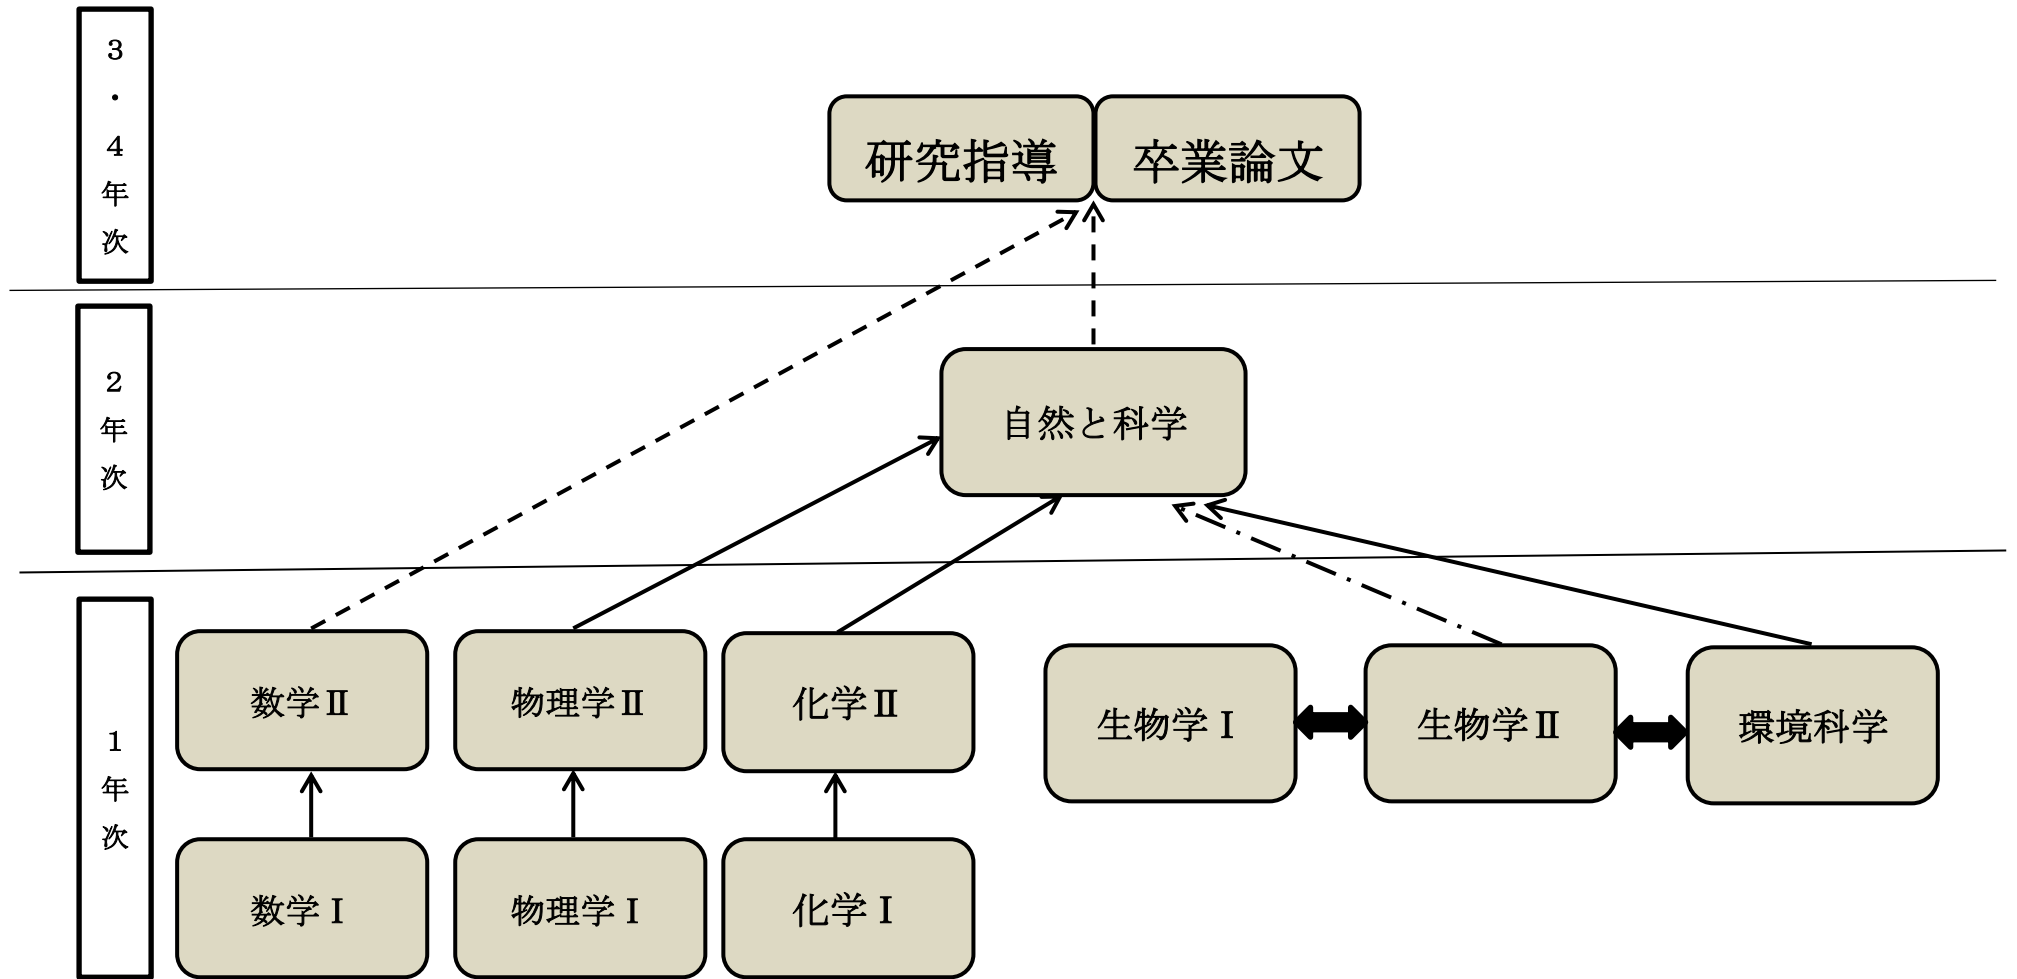 3・4年次
研究指導
卒業論文
2年次
自然と科学
1年次
数学Ⅱ
物理学Ⅱ
化学Ⅱ
生物学Ⅰ
生物学Ⅱ
環境科学
数学Ⅰ
物理学Ⅰ
化学Ⅰ